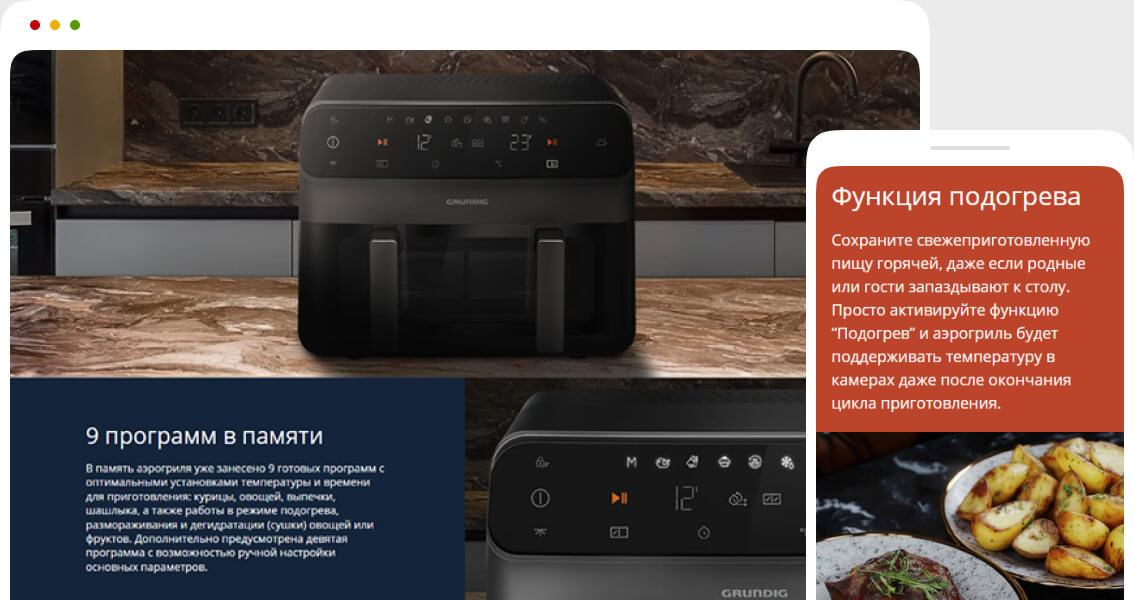 M
12'
23'
°C
GRUNDIG
9 программ в памяти
В память аэрогриля уже занесено 9 готовых программ с
оптимальными установками температуры и времени
для приготовления: курицы, овощей, выпечки,
шашлыка, а также работы в режиме подогрева,
размораживания и дегидратации (сушки) овощей или
фруктов. Дополнительно предусмотрена девятая
программа с возможностью ручной настройки
основных параметров.
M
12'
GRUNDIG
Функция подогрева
Сохраните свежеприготовленную
пищу горячей, даже если родные
или гости запаздывают к столу.
Просто активируйте функцию
“Подогрев” и аэрогриль будет
поддерживать температуру в
камерах даже после окончания
цикла приготовления.